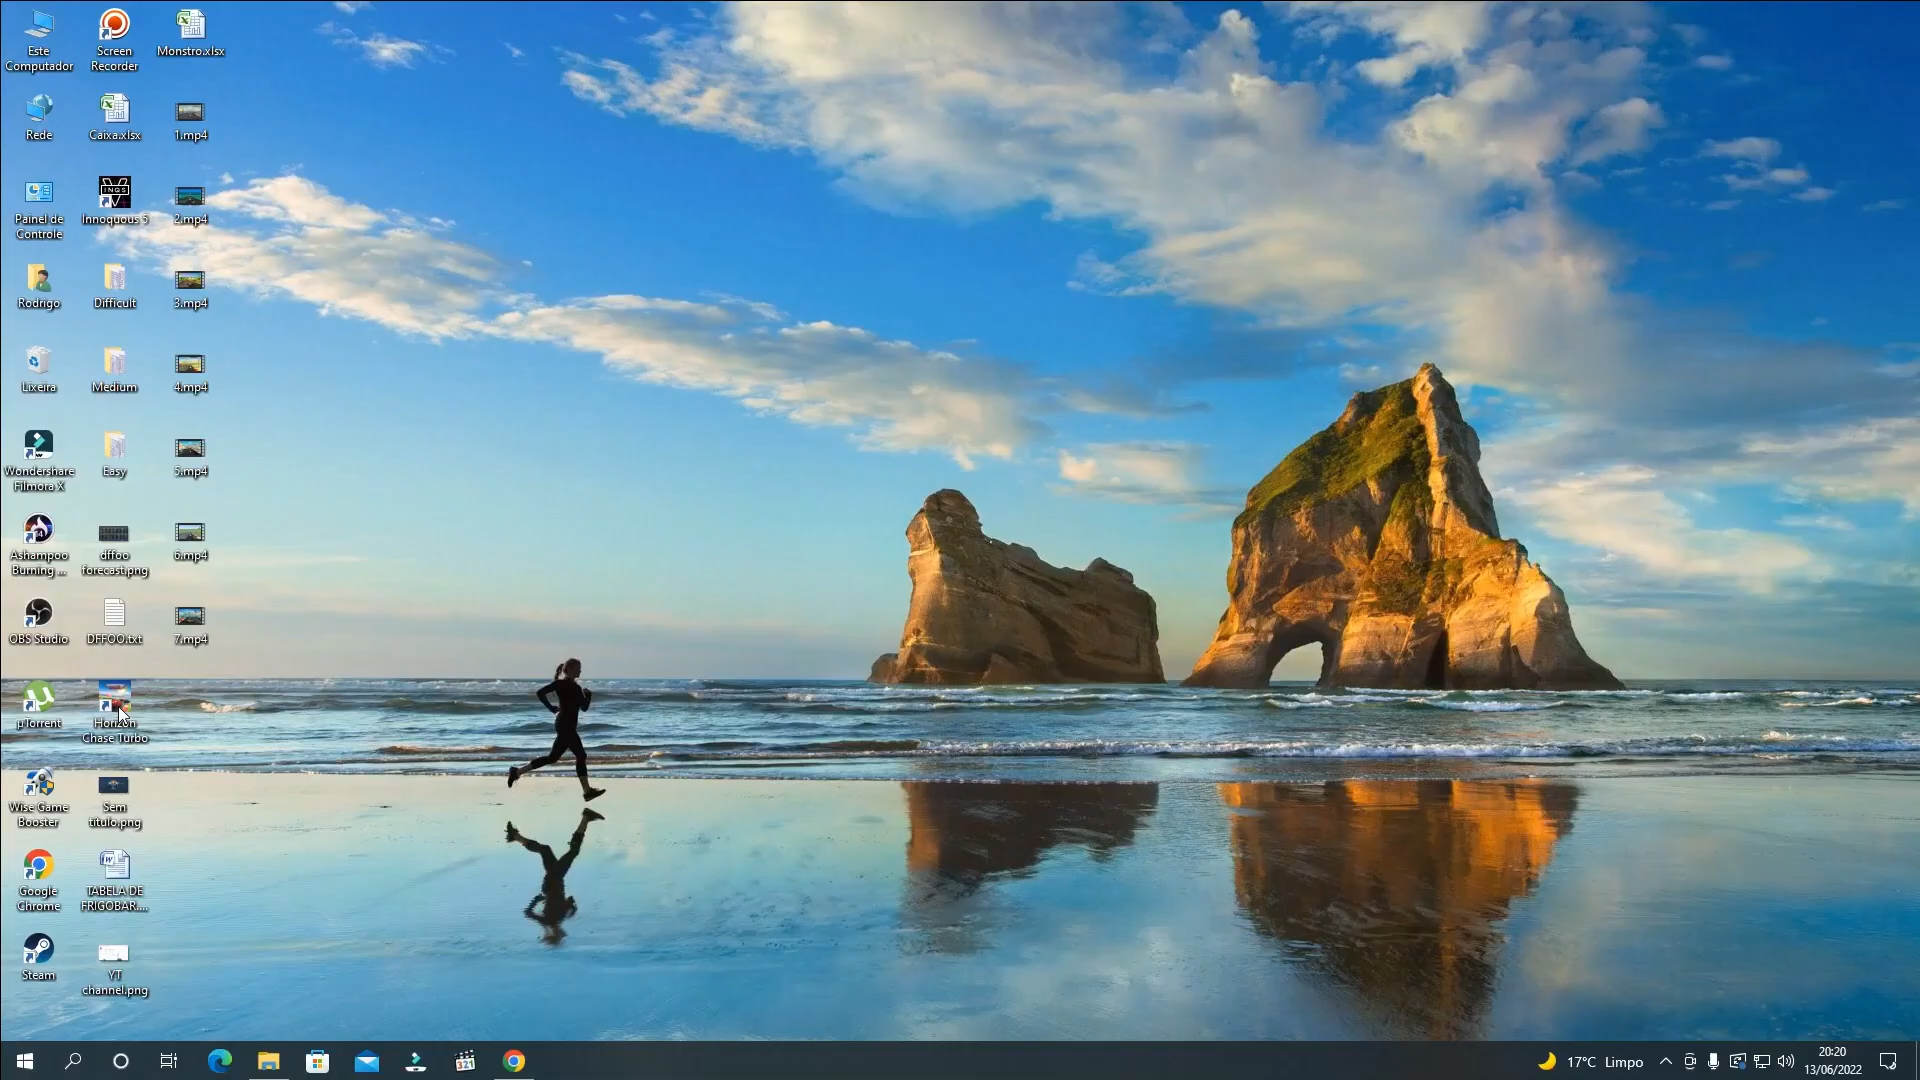 Este
Computador
Screen
Recorder
Monstro.xlsx
Rede
Caixa.xlsx
1.mp4
Painel de
Controle
INQS
Innoquous 5
2.mp4
Rodrigo
Difficult
3.mp4
Lixeira
Medium
4.mp4
Wondershare
Filmora X
Easy
5.mp4
Ashampoo
Burning ...
dffoo
forecast.png
6.mp4
OBS Studio
DFFOO.txt
7.mp4
µTorrent
Horizon
Chase Turbo
Wise Game
Booster
Sem
título.png
Google
Chrome
TABELA DE
FRIGOBAR....
Steam
YT
channel.png
321
17°C Limpo
20:20
13/06/2022